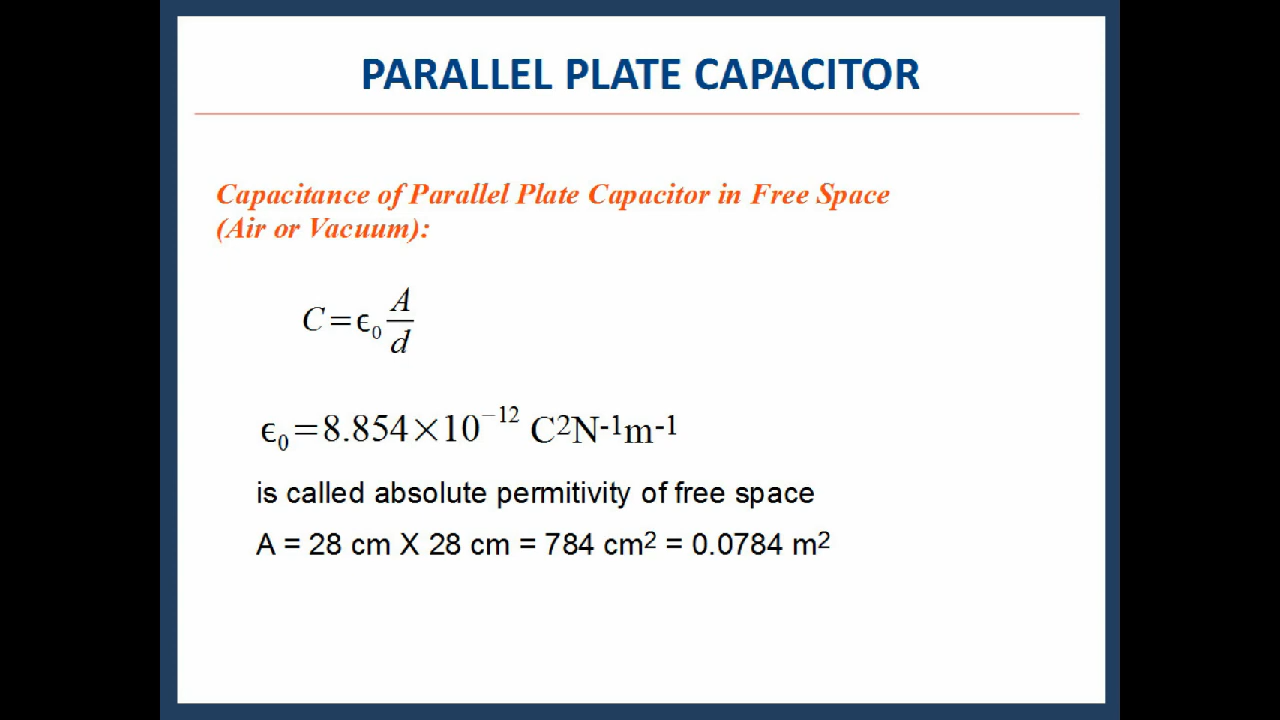 PARALLEL PLATE CAPACITOR
Capacitance of Parallel Plate Capacitor in Free Space
(Air or Vacuum):
C=ϵ₀ A/d
ϵ₀=8.854×10⁻¹² C²N⁻¹m⁻¹
is called absolute permitivity of free space
A = 28 cm X 28 cm = 784 cm² = 0.0784 m²